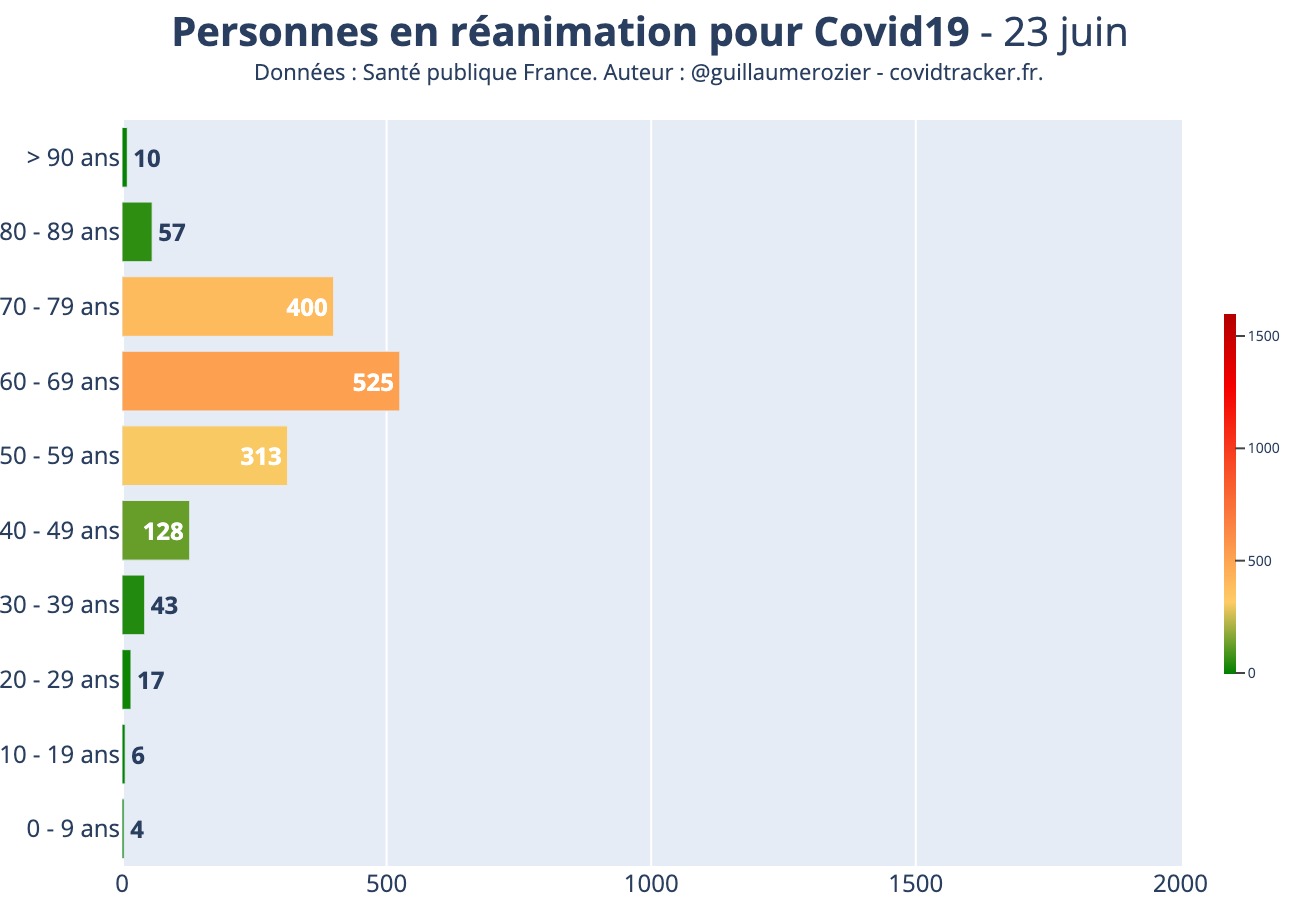 Personnes en réanimation pour Covid19 - 23 juin
Données : Santé publique France. Auteur : @guillaumerozier - covidtracker.fr.
> 90 ans 10
80 - 89 ans 57
70 - 79 ans 400
60 - 69 ans 525
50 - 59 ans 313
40 - 49 ans 128
30 - 39 ans 43
20 - 29 ans 17
10 - 19 ans 6
0 - 9 ans 4
0 500 1000 1500 2000
1500
1000
500
0